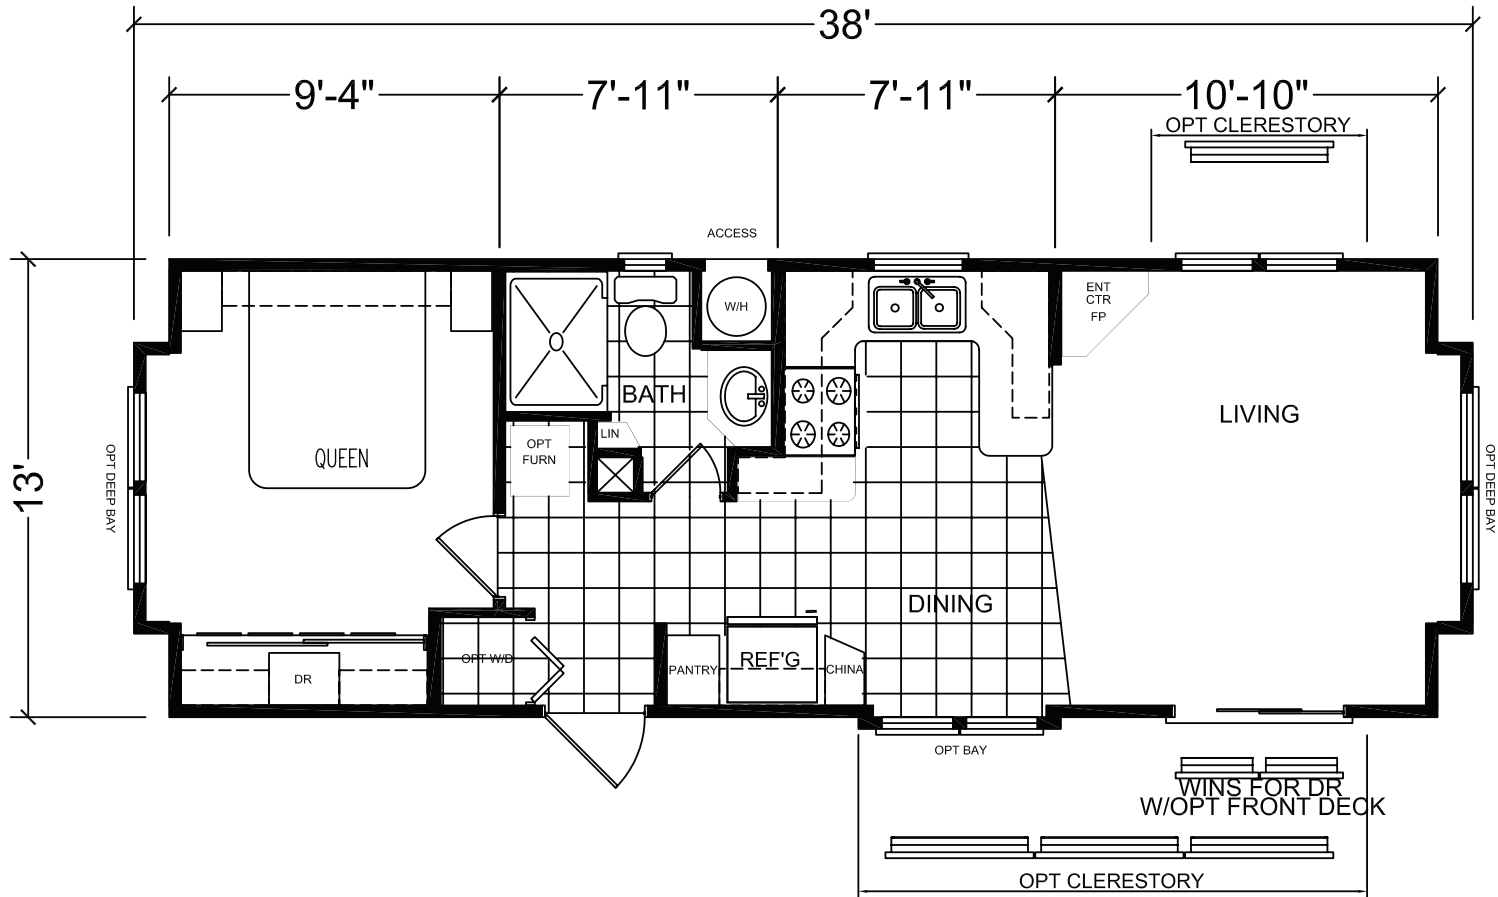 38'
9'-4"
7'-11"
7'-11"
10'-10"
OPT CLERESTORY
ACCESS
ENT
CTR
FP
W/H
BATH
LIVING
LIN
OPT
FURN
QUEEN
13'
OPT DEEP BAY
OPT DEEP BAY
DINING
OPT W/D
PANTRY
REF'G
CHINA
DR
OPT BAY
WINS FOR DR
W/OPT FRONT DECK
OPT CLERESTORY